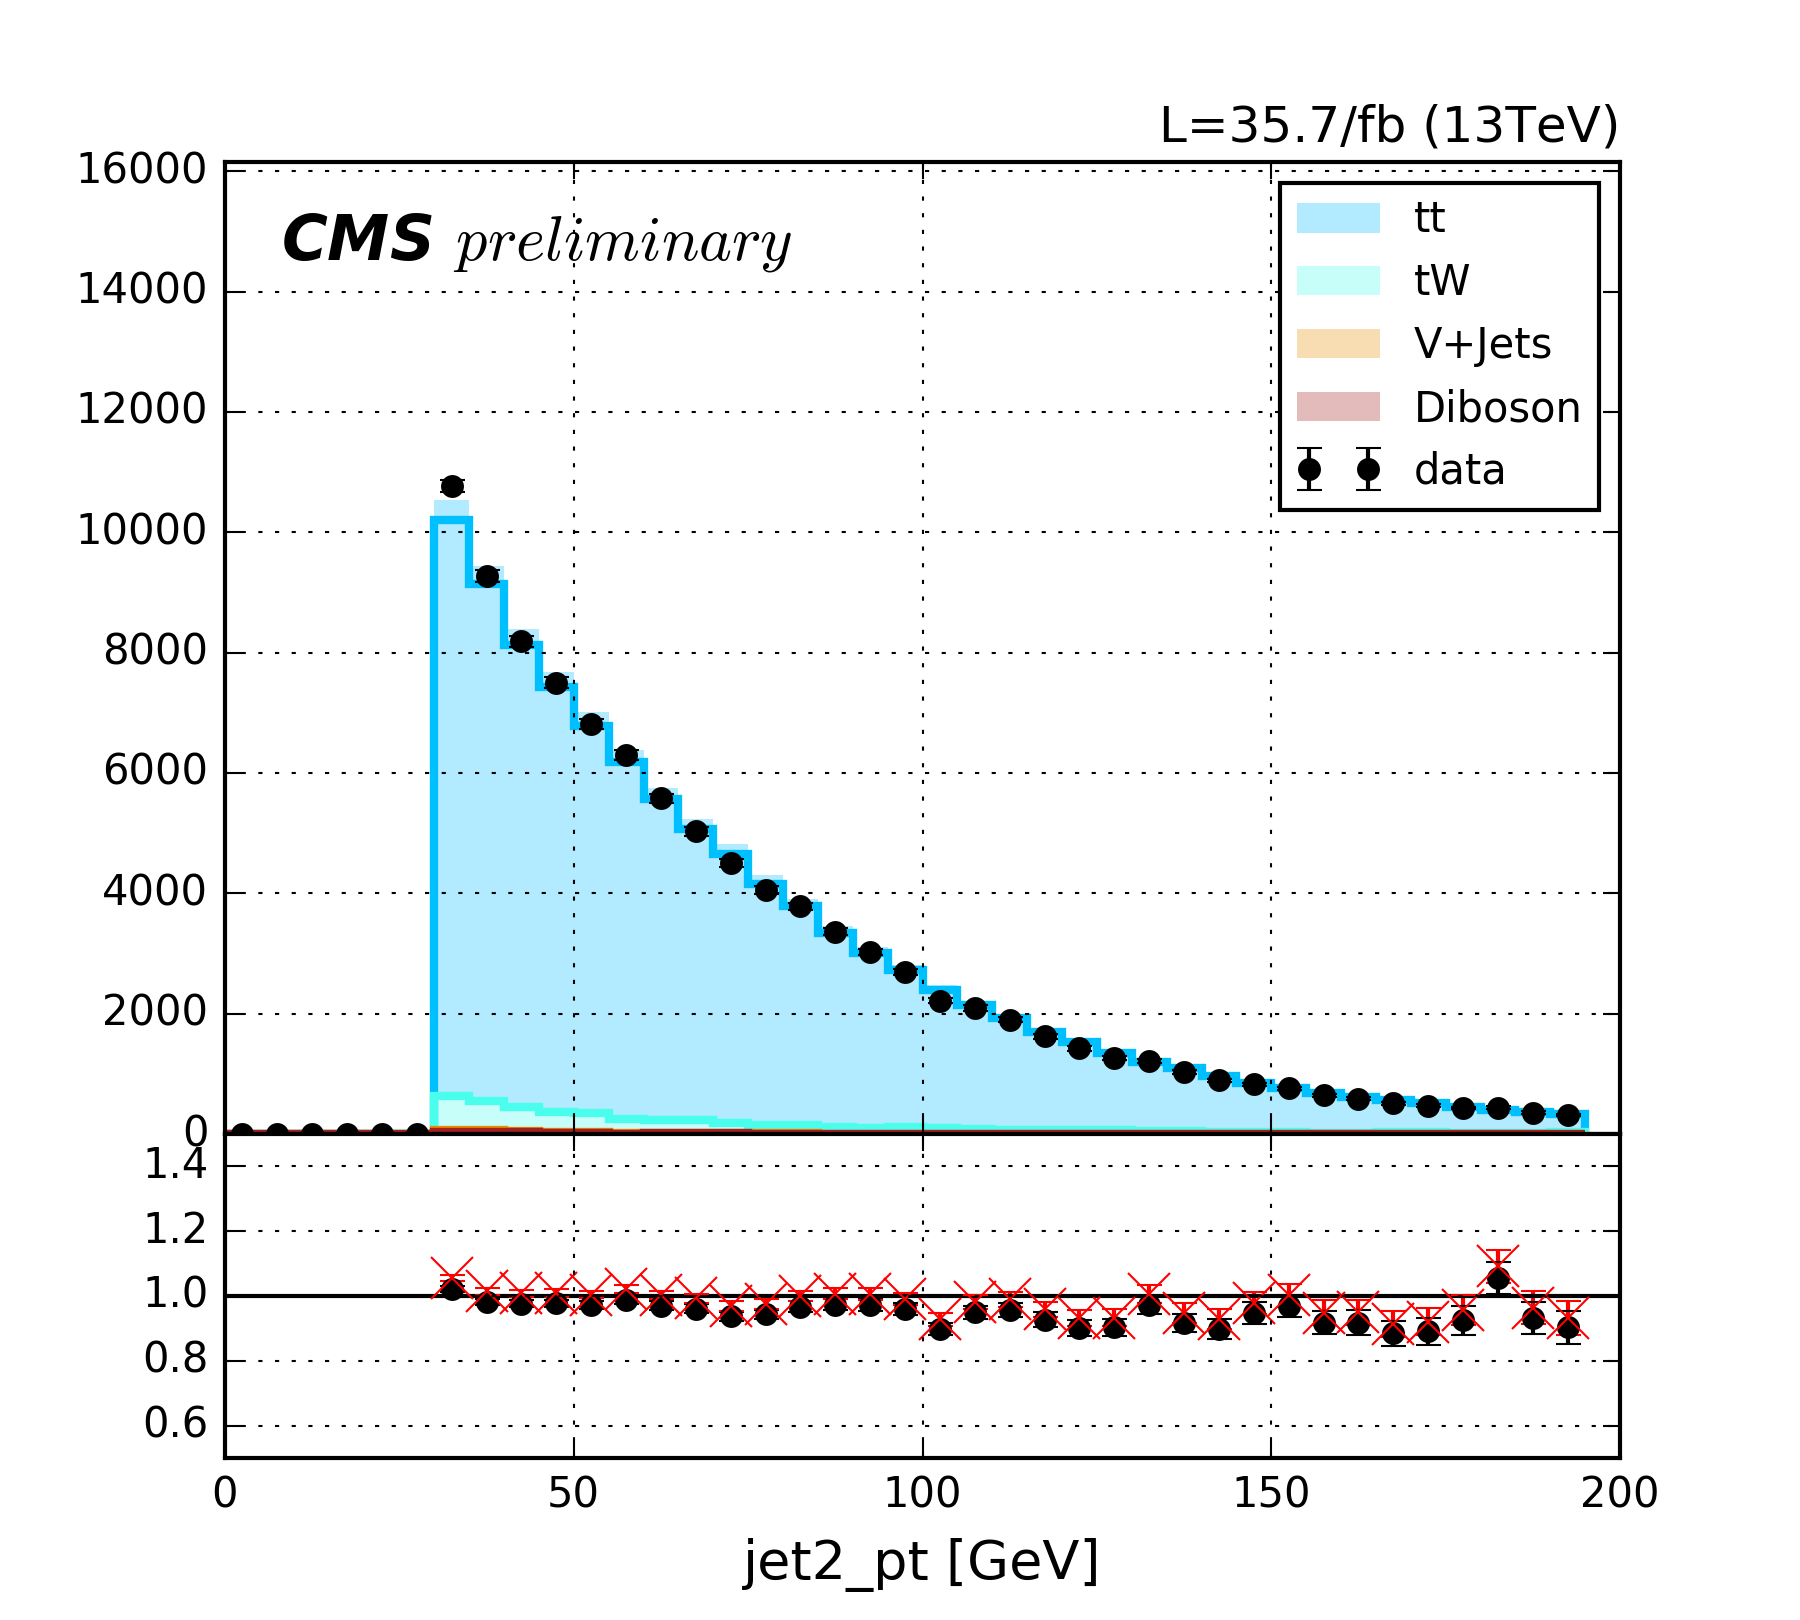 L=35.7/fb (13TeV)
CMS preliminary
16000
14000
12000
10000
8000
6000
4000
2000
0
tt
tW
V+Jets
Diboson
data
1.4
1.2
1.0
0.8
0.6
0 50 100 150 200
jet2_pt [GeV]